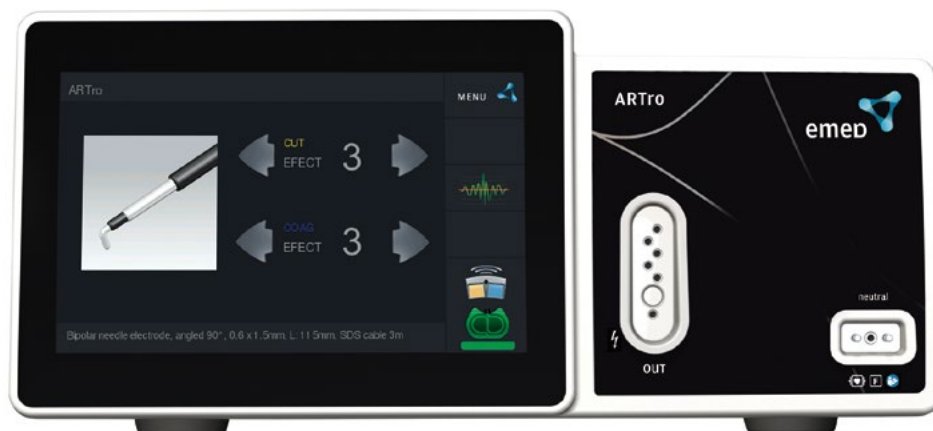 ARTro
MENU
CUT
EFECT 3
COAG
EFECT 3
Bipolar needle electrode, angled 90°, 0.6 x 1.5mm, L: 115mm, SDS cable 3m
ARTro
emed
OUT
neutral
F